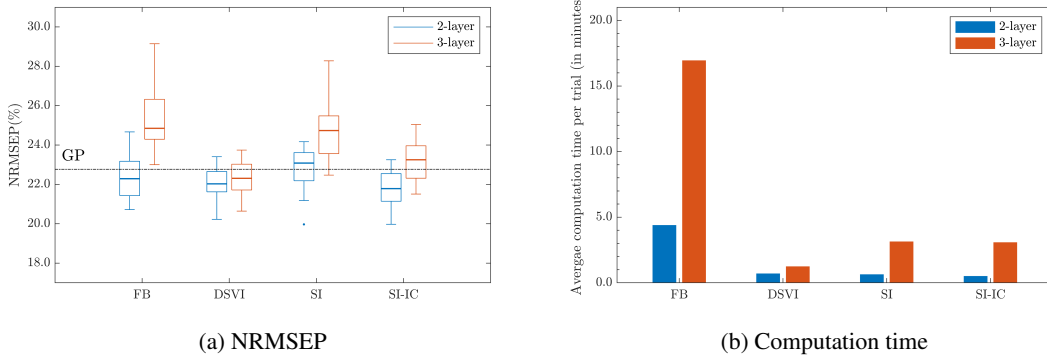 NRMSEP(%)
30.0
28.0
26.0
24.0
22.0
20.0
18.0
GP
2-layer
3-layer
FB DSVI SI SI-IC
(a) NRMSEP
Avergae computation time per trial (in minutes)
20.0
15.0
10.0
5.0
0.0
2-layer
3-layer
FB DSVI SI SI-IC
(b) Computation time